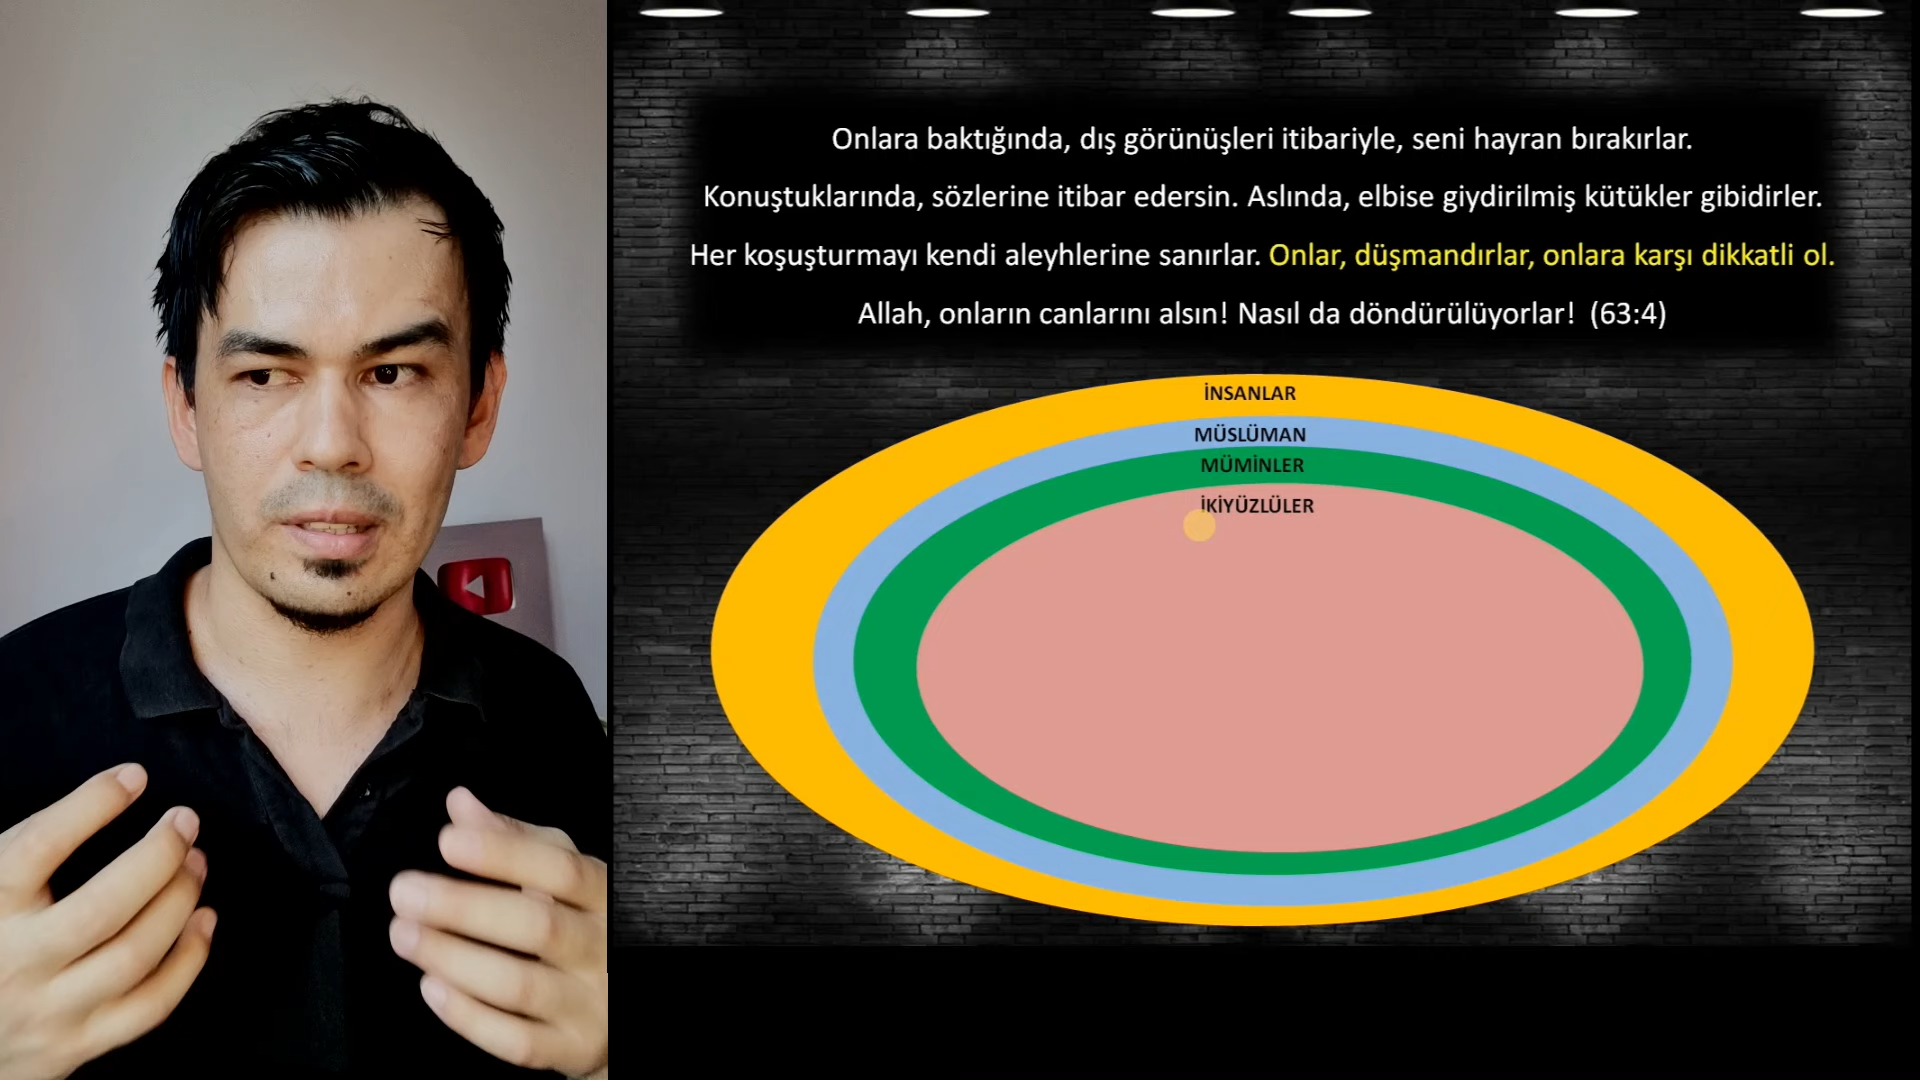 Onlara baktığında, dış görünüşleri itibariyle, seni hayran bırakırlar.
Konuştuklarında, sözlerine itibar edersin. Aslında, elbise giydirilmiş kütükler gibidirler.
Her koşuşturmayı kendi aleyhlerine sanırlar. Onlar, düşmandırlar, onlara karşı dikkatli ol.
Allah, onların canlarını alsın! Nasıl da döndürülüyorlar! (63:4)
İNSANLAR
MÜSLÜMAN
MÜMİNLER
İKİYÜZLÜLER